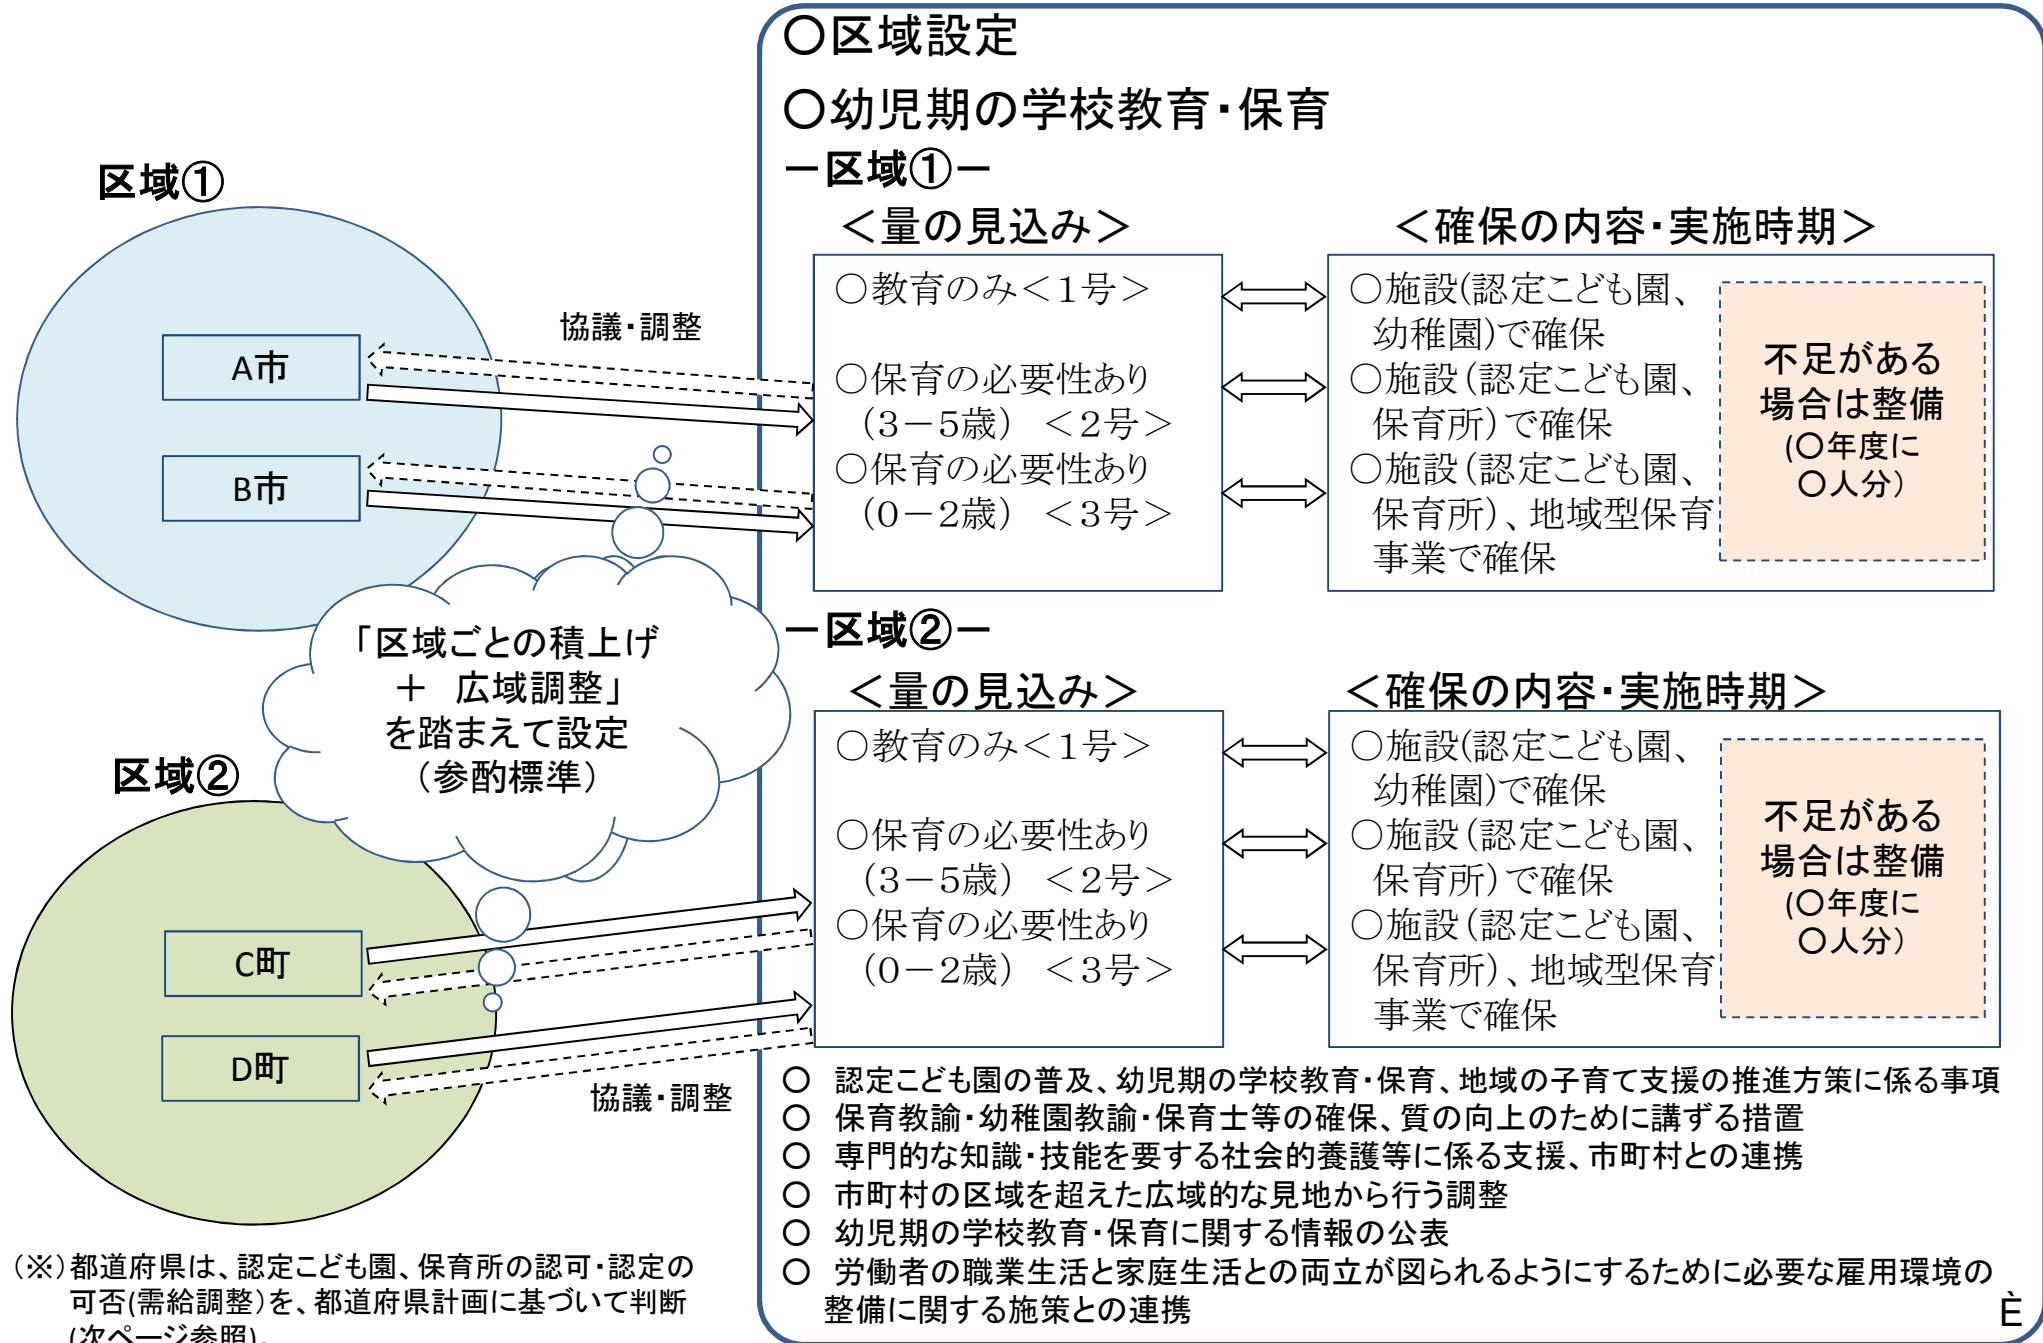 〇区域設定
〇幼児期の学校教育・保育
－区域①－
＜量の見込み＞
＜確保の内容・実施時期＞
○教育のみ＜１号＞
○保育の必要性あり
（３－５歳）　＜２号＞
○保育の必要性あり
（０－２歳）　＜３号＞
○施設(認定こども園、
幼稚園)で確保
○施設（認定こども園、
保育所）で確保
○施設（認定こども園、
保育所）、地域型保育
事業で確保
不足がある
場合は整備
(〇年度に
〇人分）
区域①
A市
B市
協議・調整
「区域ごとの積上げ
＋　広域調整」
を踏まえて設定
（参酌標準）
－区域②－
＜量の見込み＞
＜確保の内容・実施時期＞
○教育のみ＜１号＞
○保育の必要性あり
（３－５歳）　＜２号＞
○保育の必要性あり
（０－２歳）　＜３号＞
○施設(認定こども園、
幼稚園)で確保
○施設（認定こども園、
保育所）で確保
○施設（認定こども園、
保育所）、地域型保育
事業で確保
不足がある
場合は整備
(〇年度に
〇人分）
区域②
C町
D町
協議・調整
〇　認定こども園の普及、幼児期の学校教育・保育、地域の子育て支援の推進方策に係る事項
〇　保育教諭・幼稚園教諭・保育士等の確保、質の向上のために講ずる措置
〇　専門的な知識・技能を要する社会的養護等に係る支援、市町村との連携
〇　市町村の区域を超えた広域的な見地から行う調整
〇　幼児期の学校教育・保育に関する情報の公表
〇　労働者の職業生活と家庭生活との両立が図られるようにするために必要な雇用環境の
整備に関する施策との連携
（※）都道府県は、認定こども園、保育所の認可・認定の
可否(需給調整）を、都道府県計画に基づいて判断
(次ページ参照)。
È